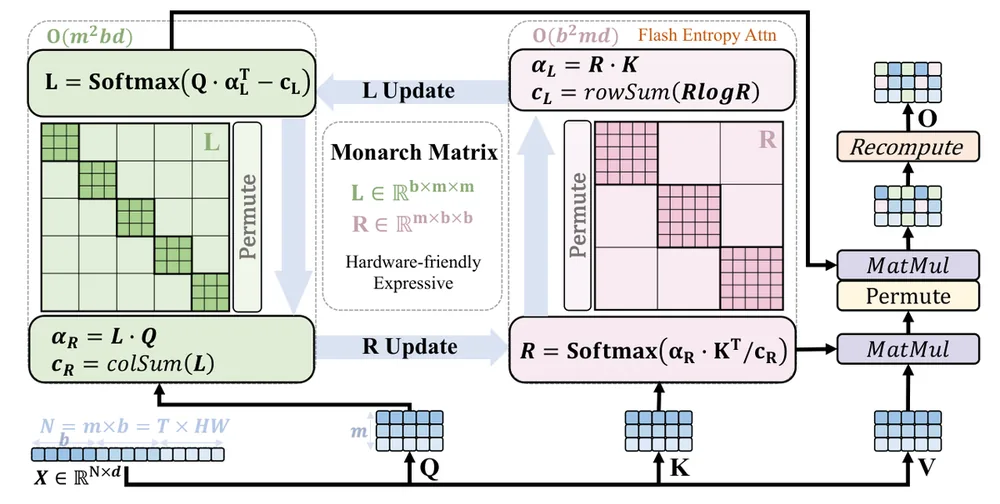 O(m²bd)
L = Softmax(Q · α_L^T − c_L)
L
Permute
α_R = L · Q
c_R = colSum(L)
L Update
Monarch Matrix
L ∈ ℝ^{b×m×m}
R ∈ ℝ^{m×b×b}
Hardware-friendly
Expressive
R Update
O(b²md)
Flash Entropy Attn
α_L = R · K
c_L = rowSum(RlogR)
Permute
R
R = Softmax(α_R · K^T/c_R)
O
Recompute
MatMul
Permute
MatMul
N = m×b = T × HW
b
X ∈ ℝ^{N×d}
m
Q
K
V